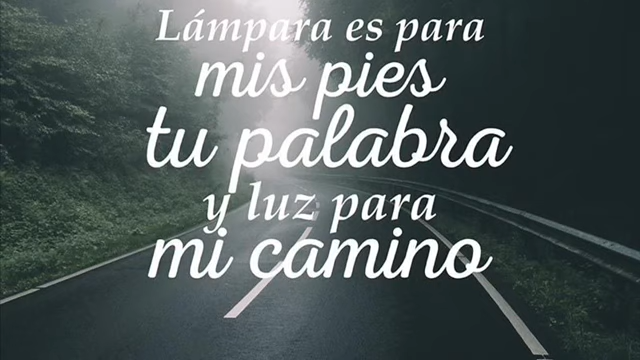 Lámpara es para
mis pies
tu palabra
y luz para
mi camino